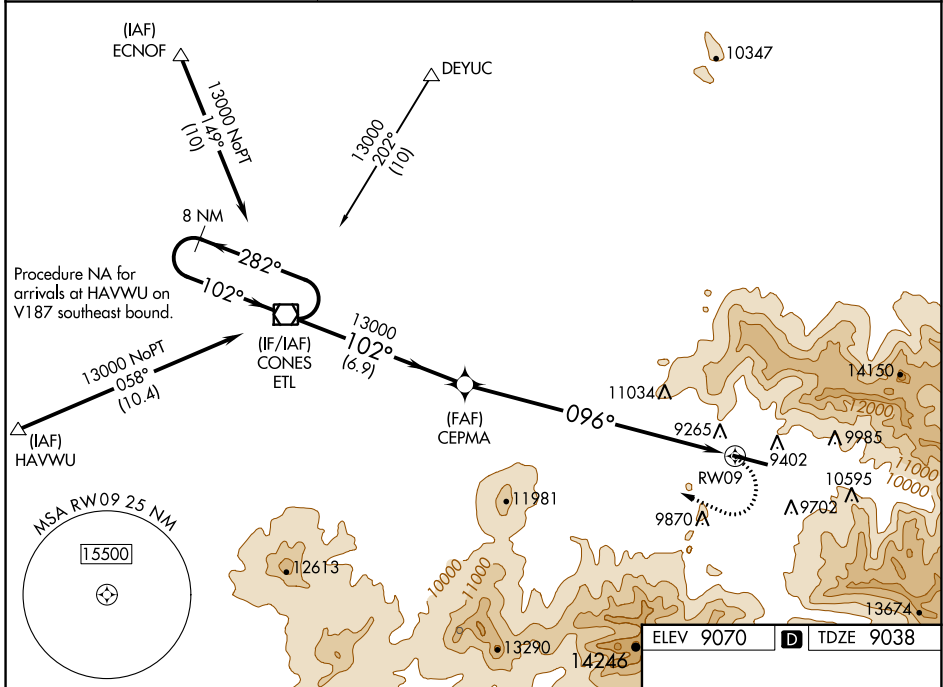 (IAF)
ECNOF
13000 NoPT
149°
(10)
DEYUC
13000
202°
(10)
10347
8 NM
282°
102°
Procedure NA for
arrivals at HAVWU on
V187 southeast bound.
(IF/IAF)
CONES
ETL
13000
102°
(6.9)
13000 NoPT
058°
(10.4)
(IAF)
HAVWU
(FAF)
CEPMA
096°
11034
14150
12000
9265
9402
9985
11000
10000
RW09
10595
9870
9702
11981
MSA RW09 25 NM
15500
12613
10000
11000
13290
14246
13674
ELEV 9070 D TDZE 9038